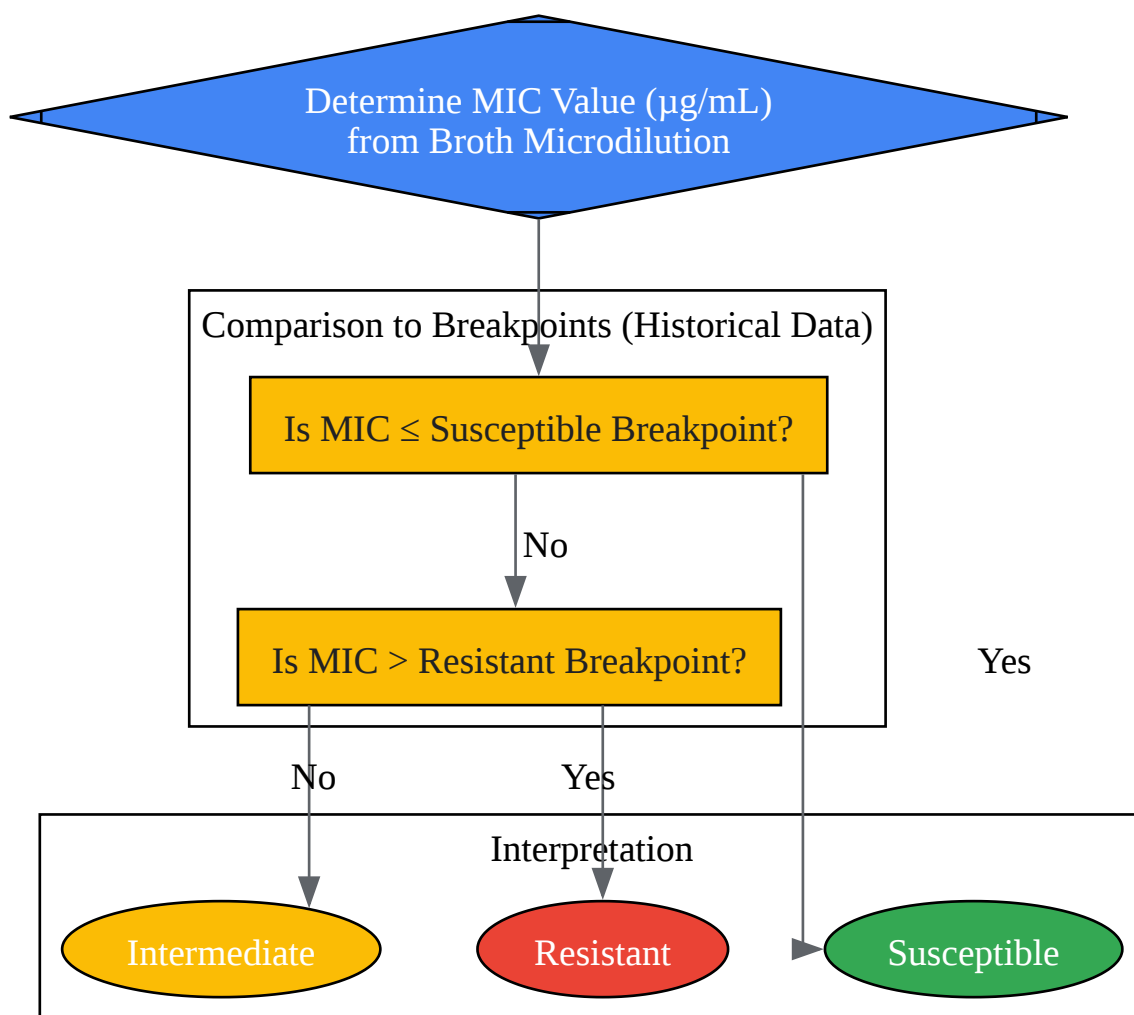 Determine MIC Value (µg/mL)
from Broth Microdilution
Comparison to Breakpoints (Historical Data)
Is MIC ≤ Susceptible Breakpoint?
No
Is MIC > Resistant Breakpoint?
Yes
No
Yes
Interpretation
Intermediate
Resistant
Susceptible